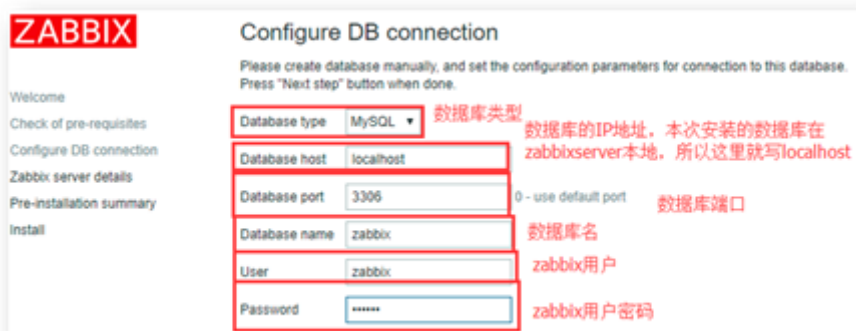 ZABBIX
Configure DB connection
Please create database manually, and set the configuration parameters for connection to this database.
Press "Next step" button when done.
Welcome
Check of pre-requisites
Configure DB connection
Zabbix server details
Pre-installation summary
Install
Database type MySQL 数据库类型
数据库的IP地址，本次安装的数据库在
zabbixserver本地，所以这里就写localhost
Database host localhost
Database port 3306 0 - use default port 数据库端口
Database name zabbix 数据库名
User zabbix zabbix用户
Password •••••• zabbix用户密码